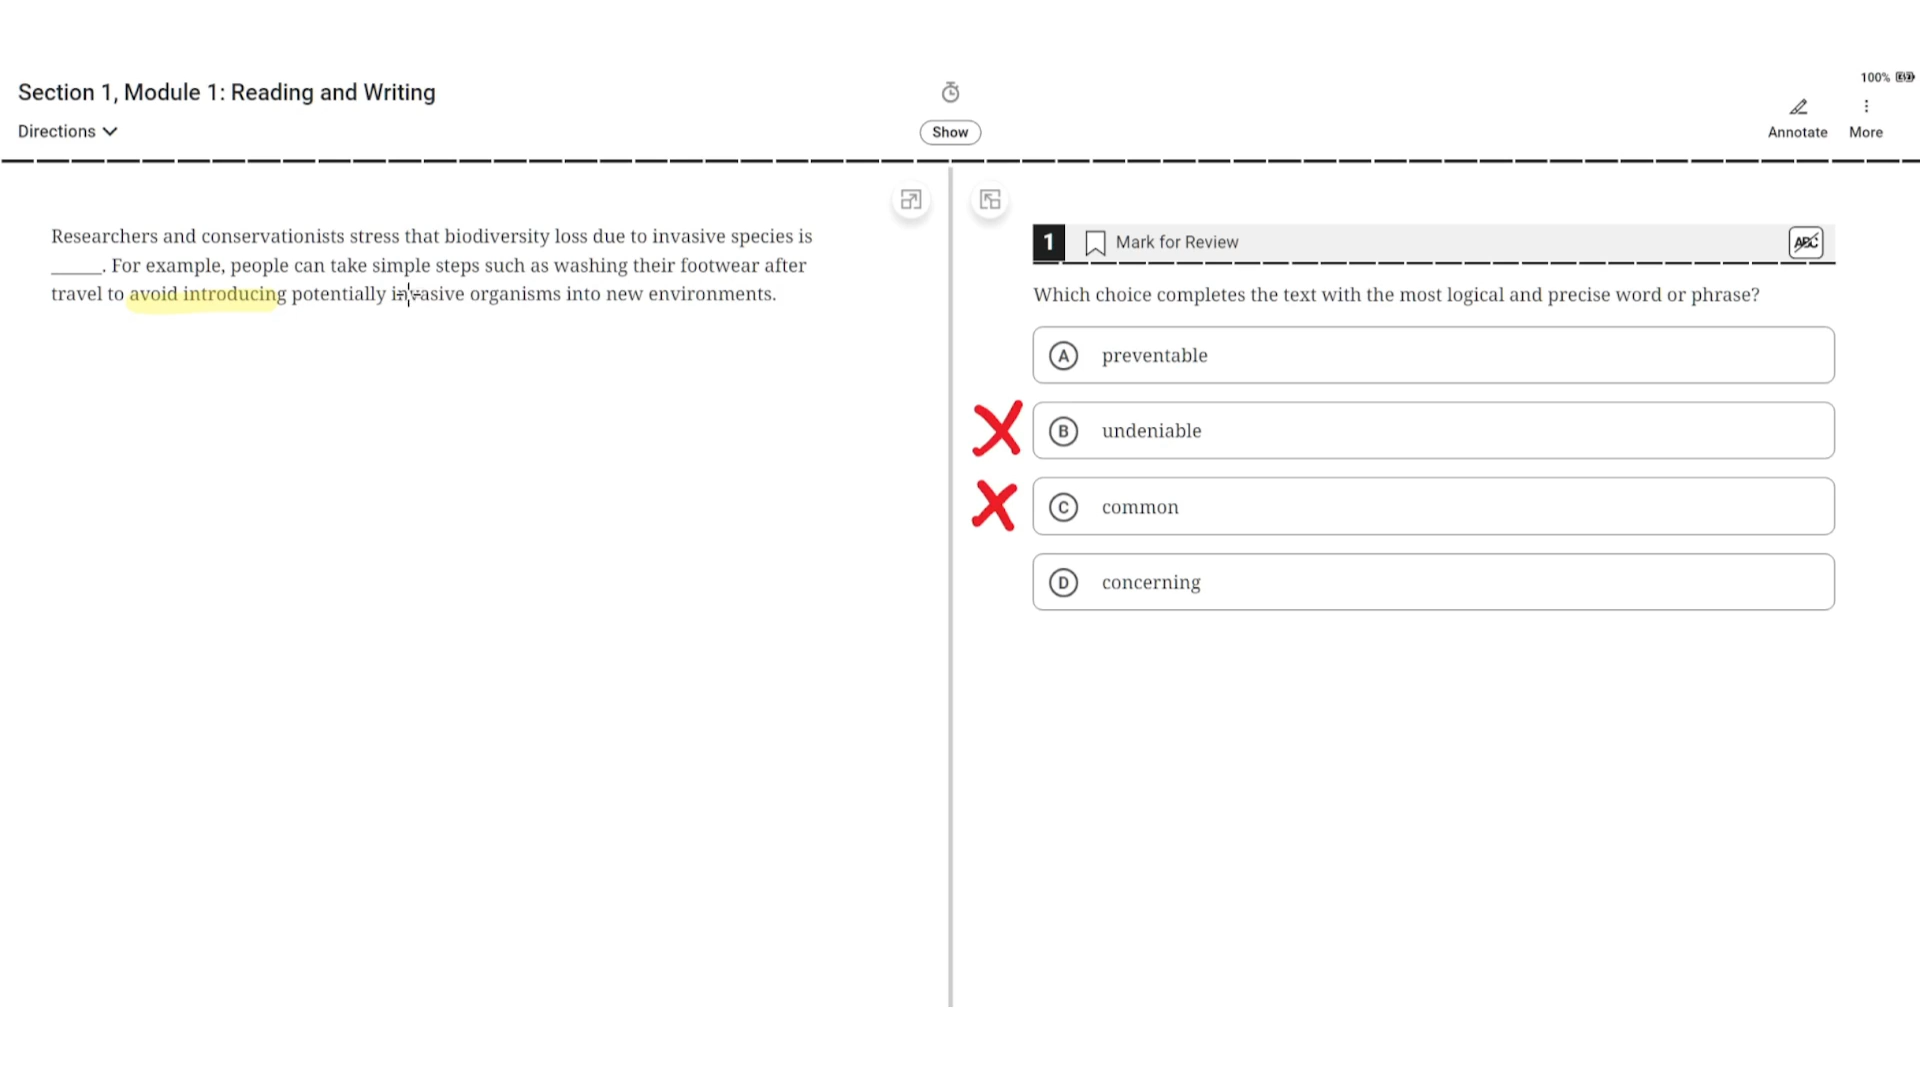 100%
Section 1, Module 1: Reading and Writing
Directions
Show
Annotate
More
Researchers and conservationists stress that biodiversity loss due to invasive species is
_____. For example, people can take simple steps such as washing their footwear after
travel to avoid introducing potentially invasive organisms into new environments.
1
Mark for Review
ABC
Which choice completes the text with the most logical and precise word or phrase?
A preventable
B undeniable
C common
D concerning